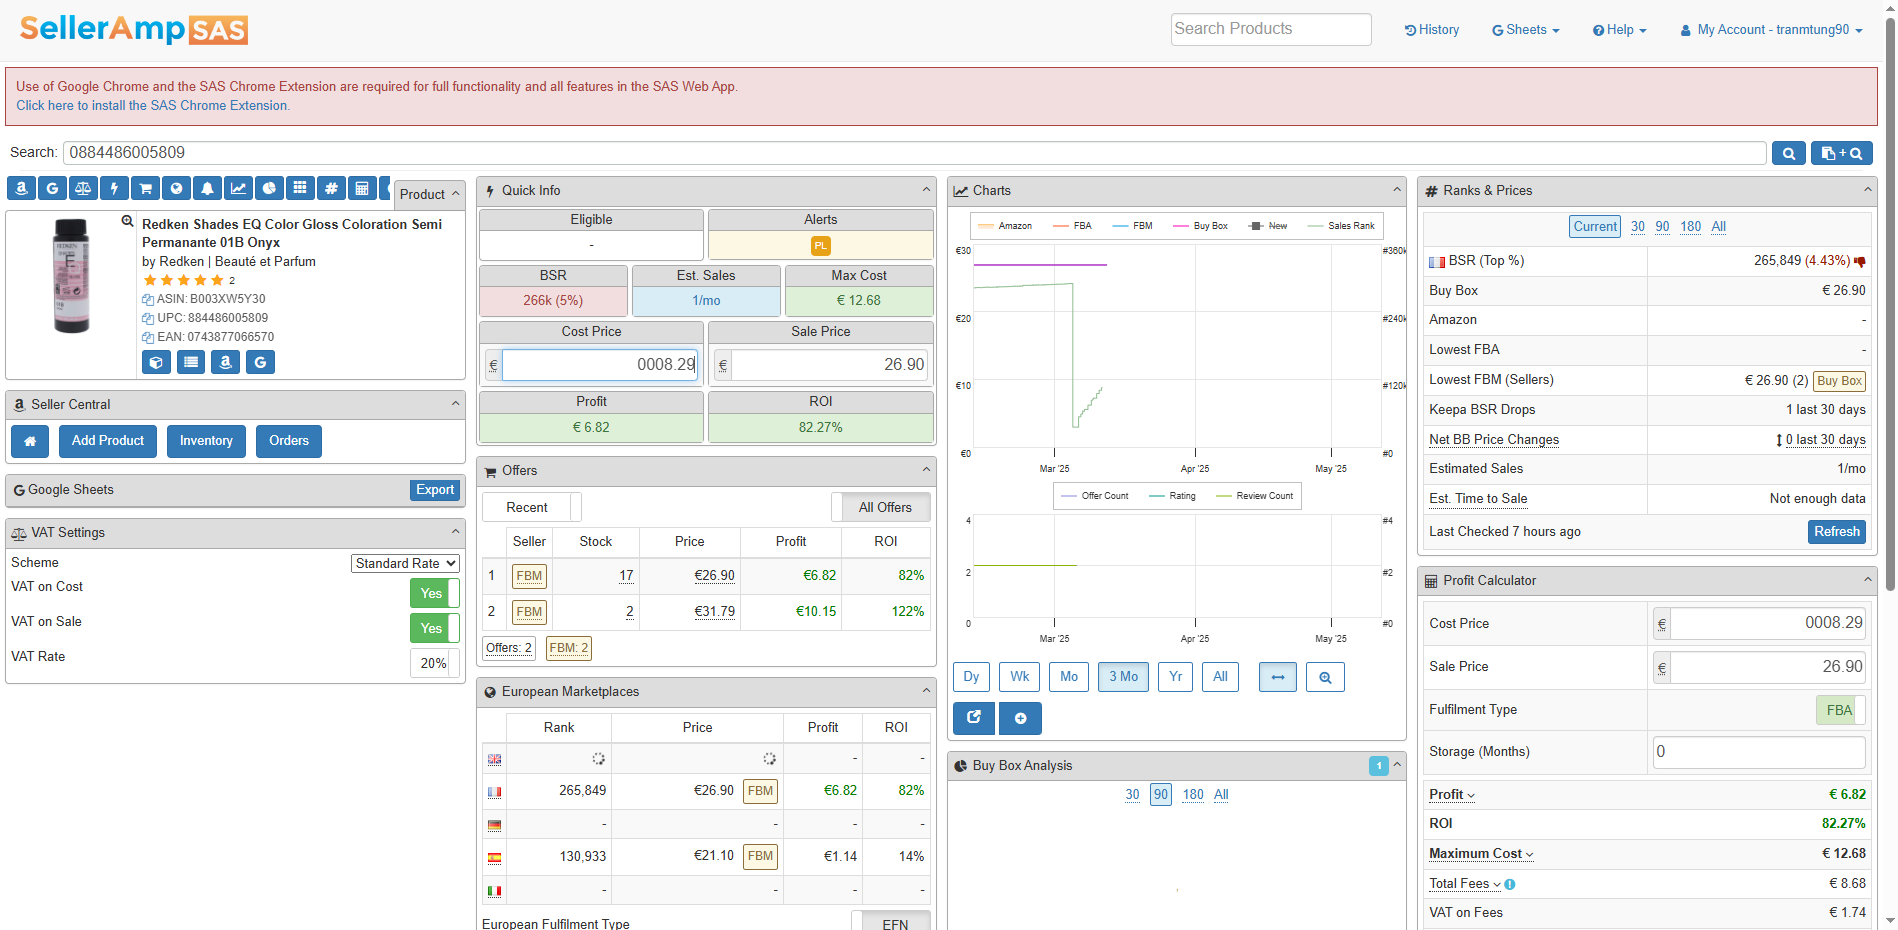 SellerAmp SAS
Search Products
History
Sheets
Help
My Account - tranmtung90
Use of Google Chrome and the SAS Chrome Extension are required for full functionality and all features in the SAS Web App.
Click here to install the SAS Chrome Extension.
Search: 0884486005809
Product
Redken Shades EQ Color Gloss Coloration Semi
Permanante 01B Onyx
by Redken | Beauté et Parfum
2
ASIN: B003XW5Y30
UPC: 884486005809
EAN: 0743877066570
Seller Central
Add Product Inventory Orders
Google Sheets Export
VAT Settings
Scheme Standard Rate
VAT on Cost Yes
VAT on Sale Yes
VAT Rate 20%
Quick Info
Eligible Alerts
- PL
BSR Est. Sales Max Cost
266k (5%) 1/mo € 12.68
Cost Price Sale Price
€ 0008.29 € 26.90
Profit ROI
€ 6.82 82.27%
Offers
Recent All Offers
Seller Stock Price Profit ROI
1 FBM 17 €26.90 €6.82 82%
2 FBM 2 €31.79 €10.15 122%
Offers: 2 FBM: 2
European Marketplaces
Rank Price Profit ROI
- -
265,849 €26.90 FBM €6.82 82%
- - - -
130,933 €21.10 FBM €1.14 14%
- - - -
European Fulfilment Type EFN
Charts
Amazon FBA FBM Buy Box New Sales Rank
€30 #360k
€20 #240k
€10 #120k
€0 #0
Mar '25 Apr '25 May '25
Offer Count Rating Review Count
4 #4
2 #2
0 #0
Mar '25 Apr '25 May '25
Dy Wk Mo 3 Mo Yr All
Buy Box Analysis 1
30 90 180 All
Ranks & Prices
Current 30 90 180 All
BSR (Top %) 265,849 (4.43%)
Buy Box € 26.90
Amazon -
Lowest FBA -
Lowest FBM (Sellers) € 26.90 (2) Buy Box
Keepa BSR Drops 1 last 30 days
Net BB Price Changes 0 last 30 days
Estimated Sales 1/mo
Est. Time to Sale Not enough data
Last Checked 7 hours ago Refresh
Profit Calculator
Cost Price € 0008.29
Sale Price € 26.90
Fulfilment Type FBA
Storage (Months) 0
Profit € 6.82
ROI 82.27%
Maximum Cost € 12.68
Total Fees € 8.68
VAT on Fees € 1.74